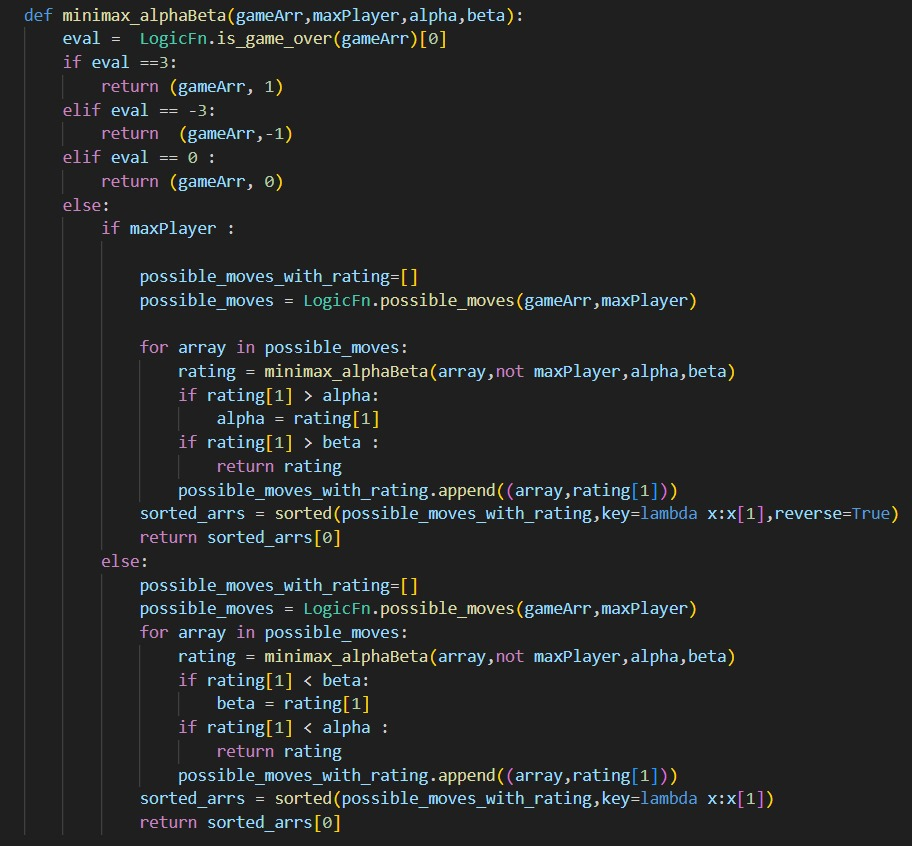 def minimax_alphaBeta(gameArr,maxPlayer,alpha,beta):
    eval =  LogicFn.is_game_over(gameArr)[0]
    if eval ==3:
        return (gameArr, 1)
    elif eval == -3:
        return  (gameArr,-1)
    elif eval == 0 :
        return (gameArr, 0)
    else:
        if maxPlayer :
            possible_moves_with_rating=[]
            possible_moves = LogicFn.possible_moves(gameArr,maxPlayer)
            for array in possible_moves:
                rating = minimax_alphaBeta(array,not maxPlayer,alpha,beta)
                if rating[1] > alpha:
                    alpha = rating[1]
                if rating[1] > beta :
                    return rating
                possible_moves_with_rating.append((array,rating[1]))
            sorted_arrs = sorted(possible_moves_with_rating,key=lambda x:x[1],reverse=True)
            return sorted_arrs[0]
        else:
            possible_moves_with_rating=[]
            possible_moves = LogicFn.possible_moves(gameArr,maxPlayer)
            for array in possible_moves:
                rating = minimax_alphaBeta(array,not maxPlayer,alpha,beta)
                if rating[1] < beta:
                    beta = rating[1]
                if rating[1] < alpha :
                    return rating
                possible_moves_with_rating.append((array,rating[1]))
            sorted_arrs = sorted(possible_moves_with_rating,key=lambda x:x[1])
            return sorted_arrs[0]